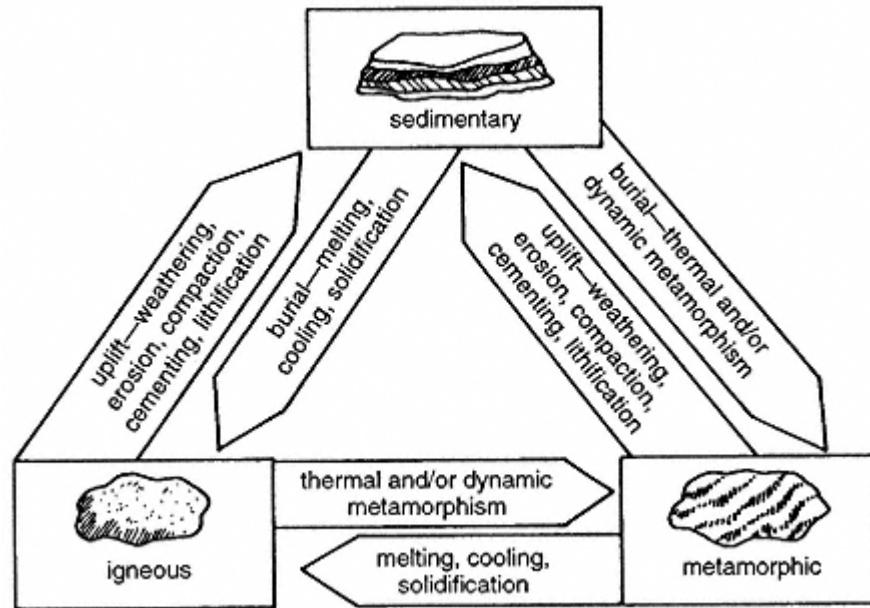 sedimentary
uplift—weathering,
erosion, compaction,
cementing, lithification
burial—melting,
cooling, solidification
uplift—weathering,
erosion, compaction,
cementing, lithification
burial—thermal and/or
dynamic metamorphism
igneous
thermal and/or dynamic
metamorphism
melting, cooling,
solidification
metamorphic